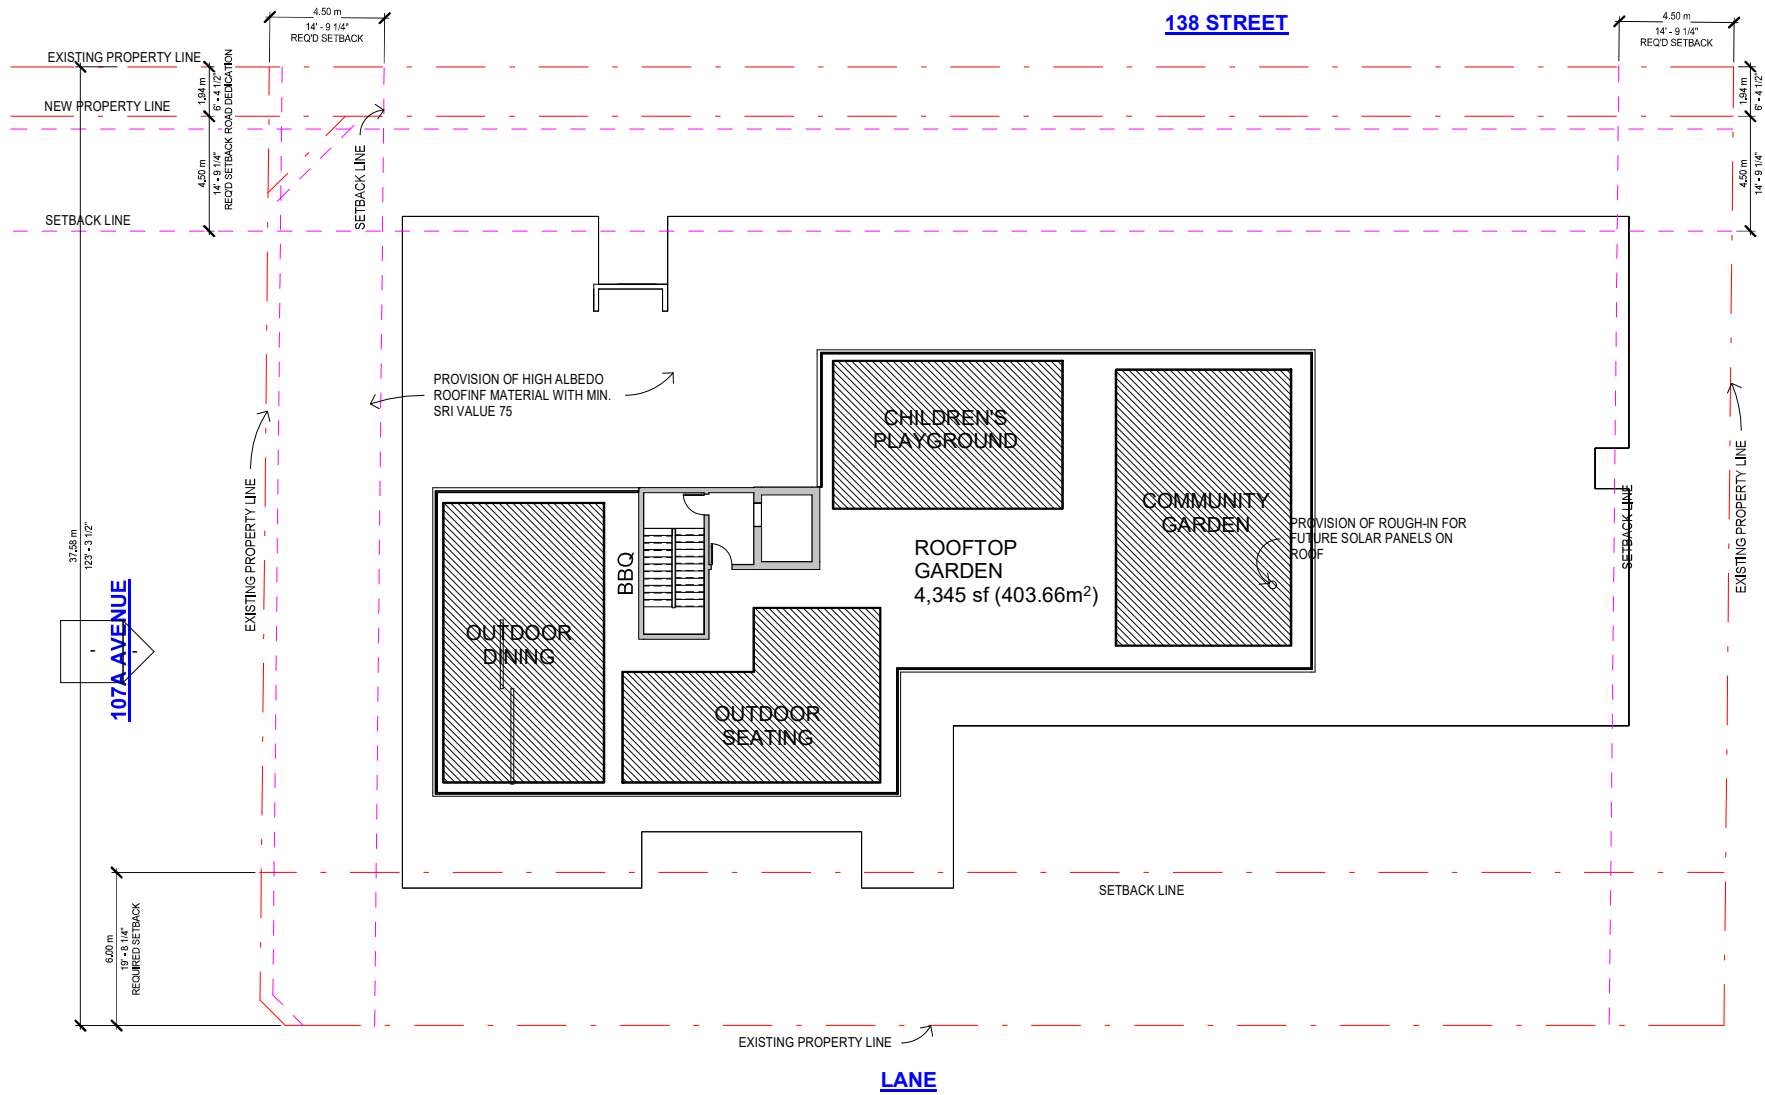 4.50 m
14' - 9 1/4"
REQ'D SETBACK
138 STREET
4.50 m
14' - 9 1/4"
REQ'D SETBACK
EXISTING PROPERTY LINE
1.94 m
6' - 4 1/2"
REQ'D SETBACK ROAD DEDICATION
1.94 m
6' - 4 1/2"
NEW PROPERTY LINE
4.50 m
14' - 9 1/4"
SETBACK LINE
4.50 m
14' - 9 1/4"
SETBACK LINE
PROVISION OF HIGH ALBEDO
ROOFINF MATERIAL WITH MIN.
SRI VALUE 75
CHILDREN'S
PLAYGROUND
COMMUNITY
GARDEN
PROVISION OF ROUGH-IN FOR
FUTURE SOLAR PANELS ON
ROOF
SETBACK LINE
EXISTING PROPERTY LINE
EXISTING PROPERTY LINE
37.58 m
123' - 3 1/2"
BBQ
ROOFTOP
GARDEN
4,345 sf (403.66m²)
107A AVENUE
- -
OUTDOOR
DINING
OUTDOOR
SEATING
SETBACK LINE
6.00 m
19' - 8 1/4"
REQUIRED SETBACK
EXISTING PROPERTY LINE
LANE